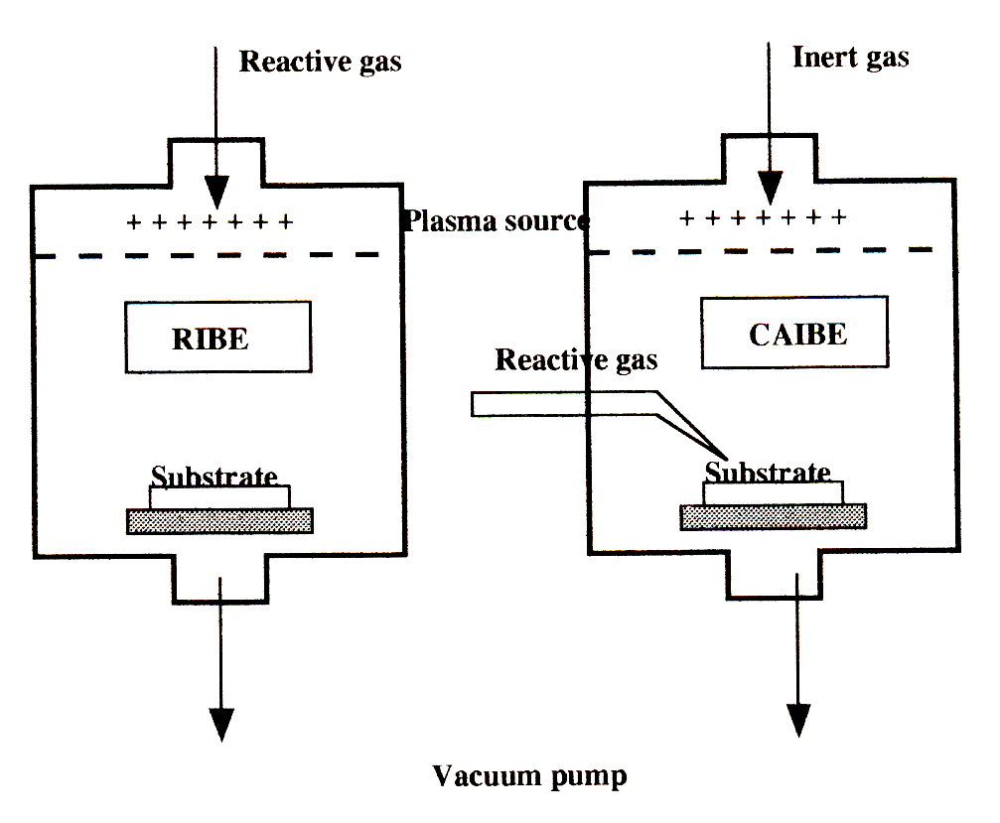 Reactive gas
Inert gas
+ + + + + + +
Plasma source
+ + + + + + +
RIBE
CAIBE
Reactive gas
Substrate
Substrate
Vacuum pump